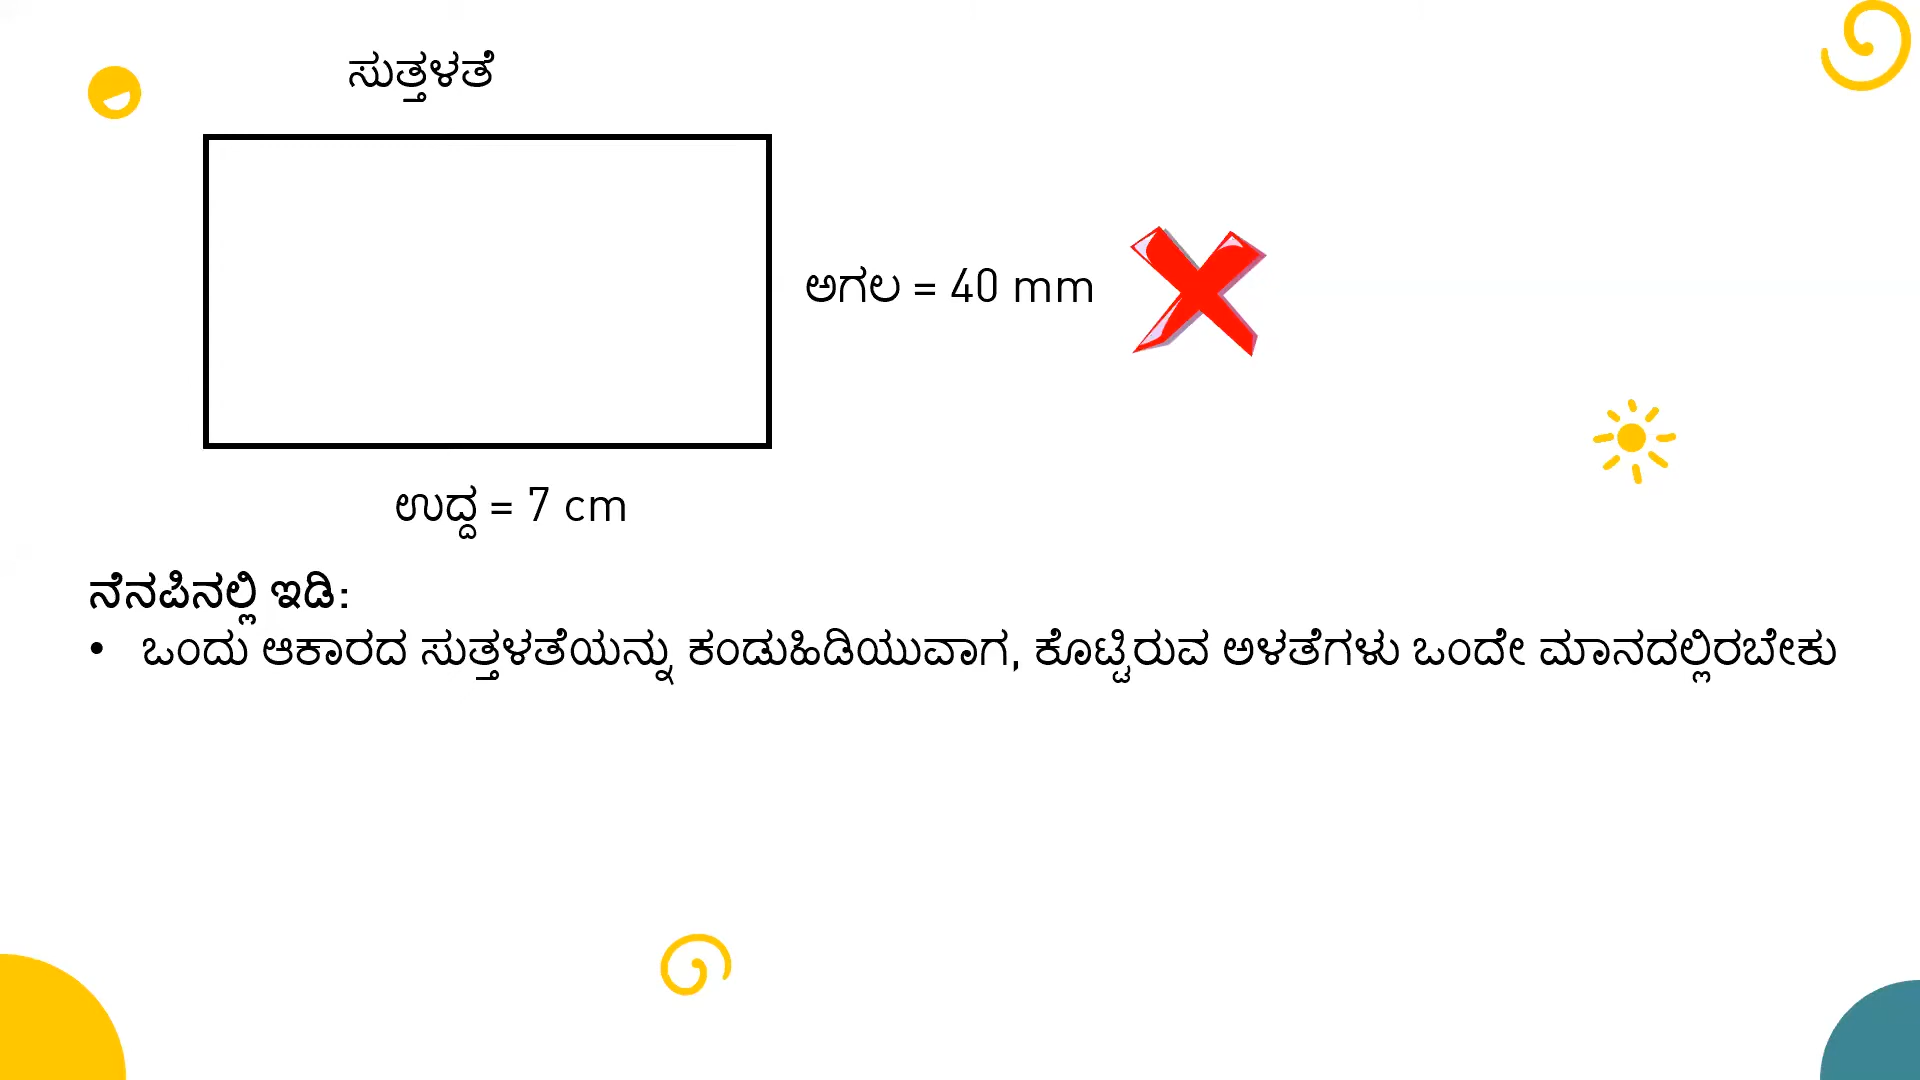 ಸುತ್ತಳತೆ
ಅಗಲ = 40 mm
ಉದ್ದ = 7 cm
ನೆನಪಿನಲ್ಲಿ ಇಡಿ:
• ಒಂದು ಆಕಾರದ ಸುತ್ತಳತೆಯನ್ನು ಕಂಡುಹಿಡಿಯುವಾಗ, ಕೊಟ್ಟಿರುವ ಅಳತೆಗಳು ಒಂದೇ ಮಾನದಲ್ಲಿರಬೇಕು